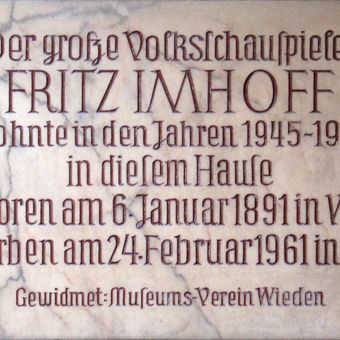 Der große Volksſchauſpiele
FRITZ IMHOFF
ohnte in den Jahren 1945-19
in dieſem Hauſe
oren am 6. Januar 1891 in W
rben am 24. Februar 1961 in
Gewidmet: Muſeums-Verein Wieden